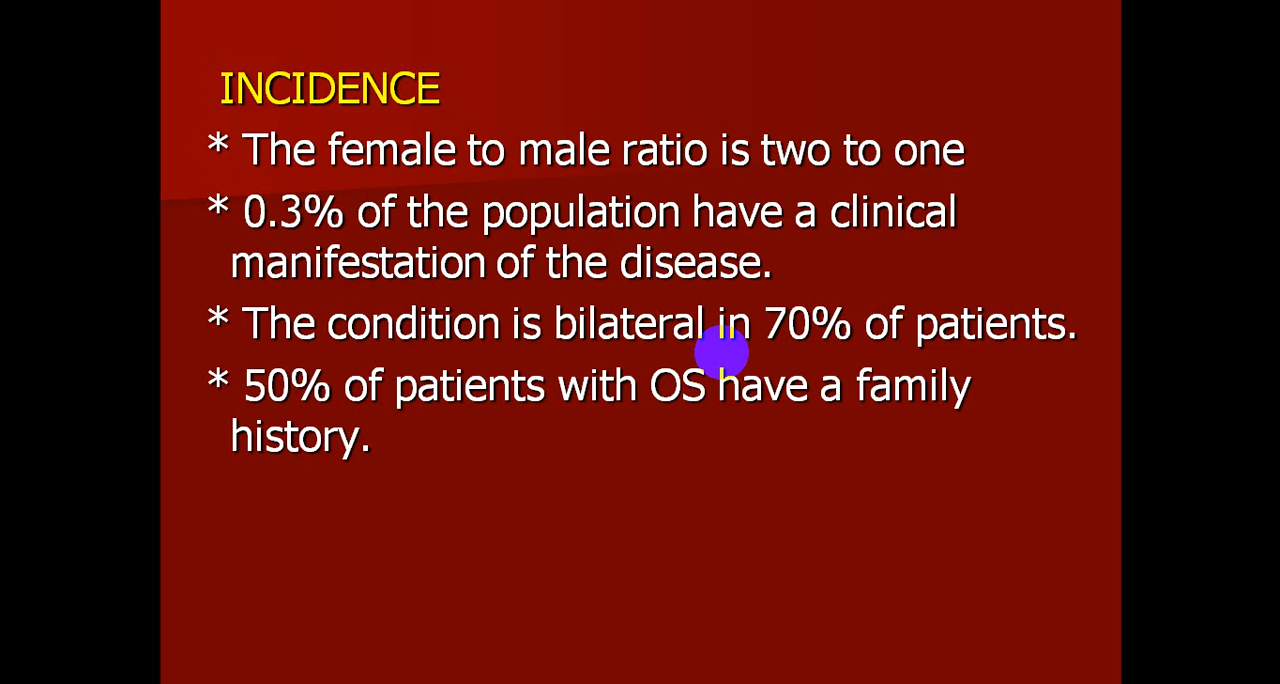 INCIDENCE
* The female to male ratio is two to one
* 0.3% of the population have a clinical
manifestation of the disease.
* The condition is bilateral in 70% of patients.
* 50% of patients with OS have a family
history.